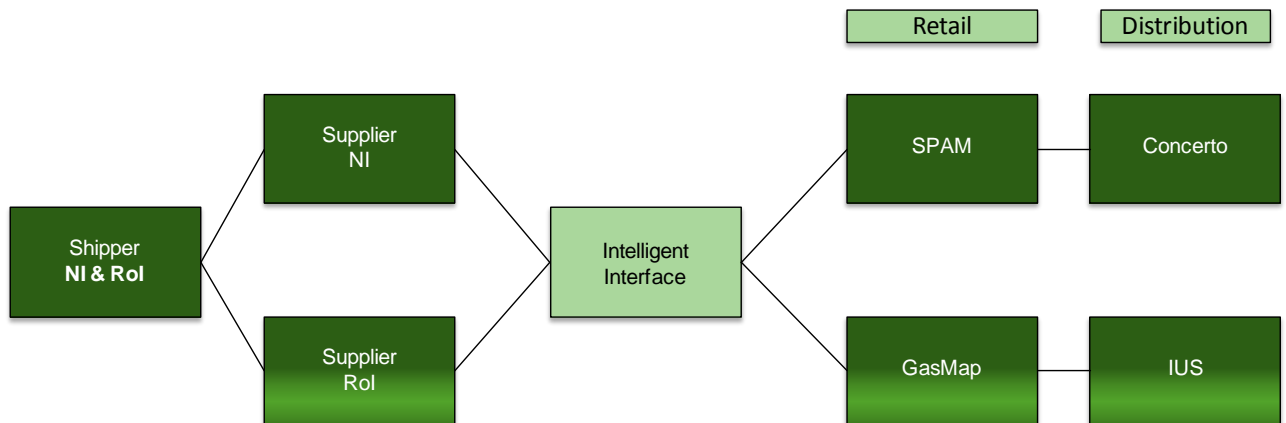 Retail
Distribution
Supplier
NI
SPAM
Concerto
Shipper
NI & RoI
Intelligent
Interface
Supplier
RoI
GasMap
IUS